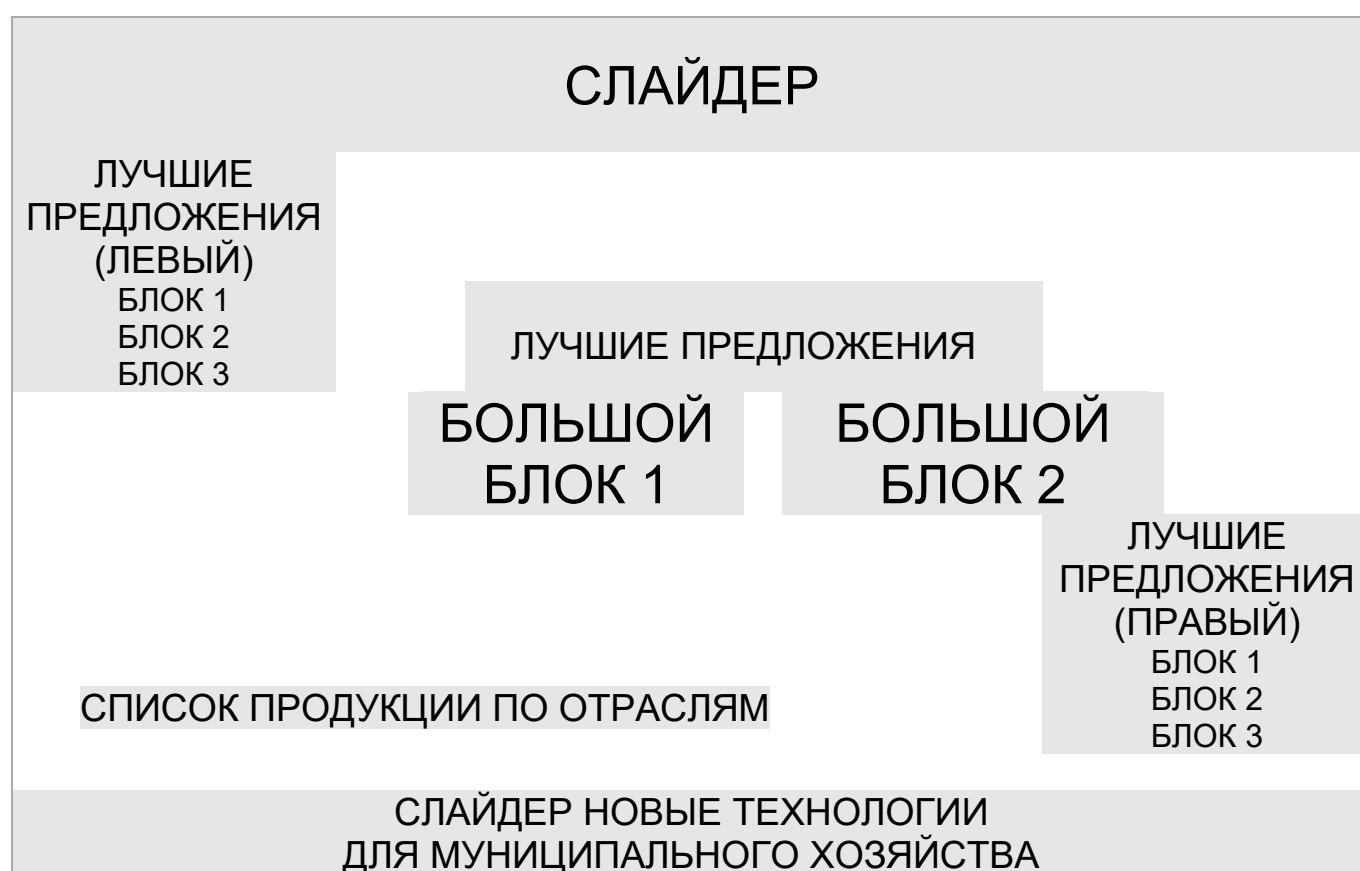 СЛАЙДЕР
ЛУЧШИЕ
ПРЕДЛОЖЕНИЯ
(ЛЕВЫЙ)
БЛОК 1
БЛОК 2
БЛОК 3
ЛУЧШИЕ ПРЕДЛОЖЕНИЯ
БОЛЬШОЙ
БЛОК 1
БОЛЬШОЙ
БЛОК 2
ЛУЧШИЕ
ПРЕДЛОЖЕНИЯ
(ПРАВЫЙ)
БЛОК 1
БЛОК 2
БЛОК 3
СПИСОК ПРОДУКЦИИ ПО ОТРАСЛЯМ
СЛАЙДЕР НОВЫЕ ТЕХНОЛОГИИ
ДЛЯ МУНИЦИПАЛЬНОГО ХОЗЯЙСТВА